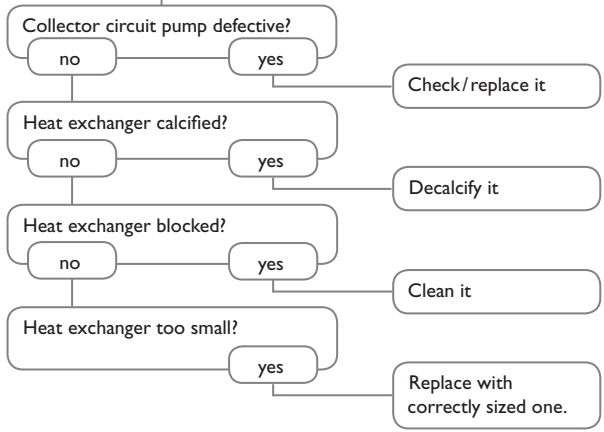 Collector circuit pump defective?
no
yes
Check/replace it
Heat exchanger calcified?
no
yes
Decalcify it
Heat exchanger blocked?
no
yes
Clean it
Heat exchanger too small?
yes
Replace with
correctly sized one.